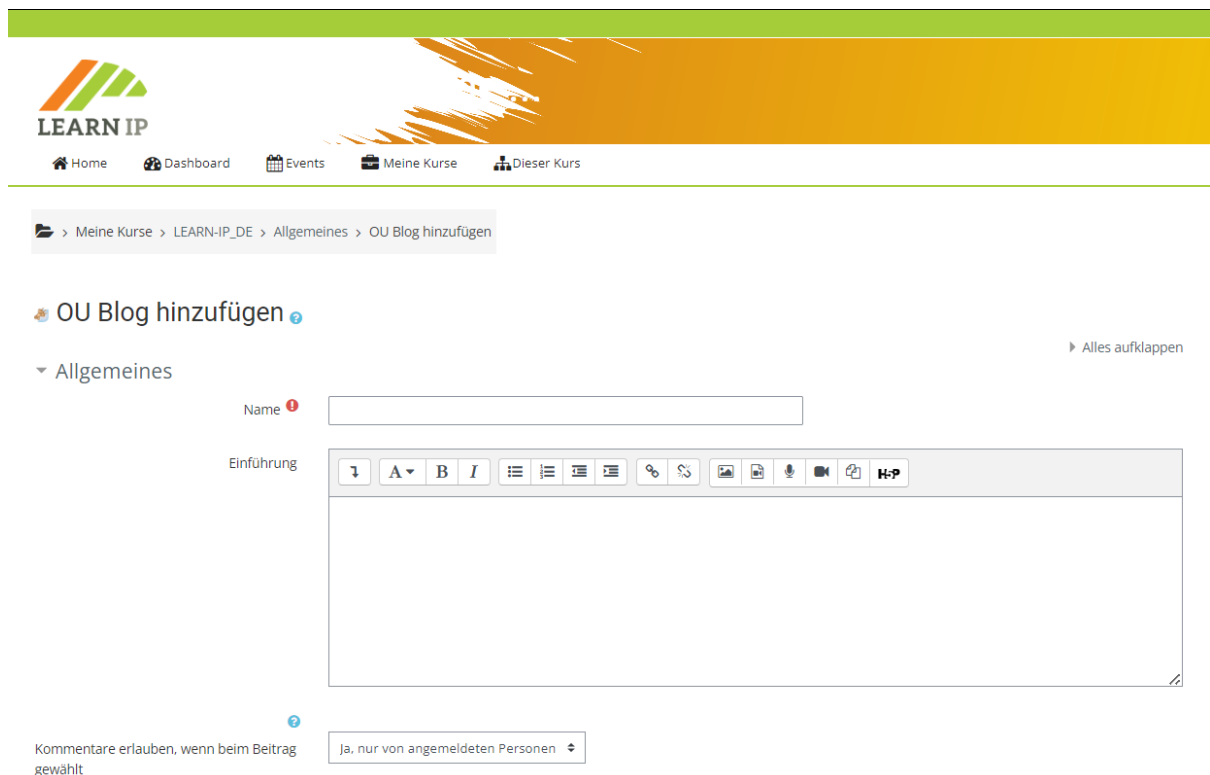 LEARN IP
Home Dashboard Events Meine Kurse Dieser Kurs
> Meine Kurse > LEARN-IP_DE > Allgemeines > OU Blog hinzufügen
OU Blog hinzufügen
Alles aufklappen
Allgemeines
Name
Einführung
A B I H-P
Kommentare erlauben, wenn beim Beitrag
gewählt
Ja, nur von angemeldeten Personen